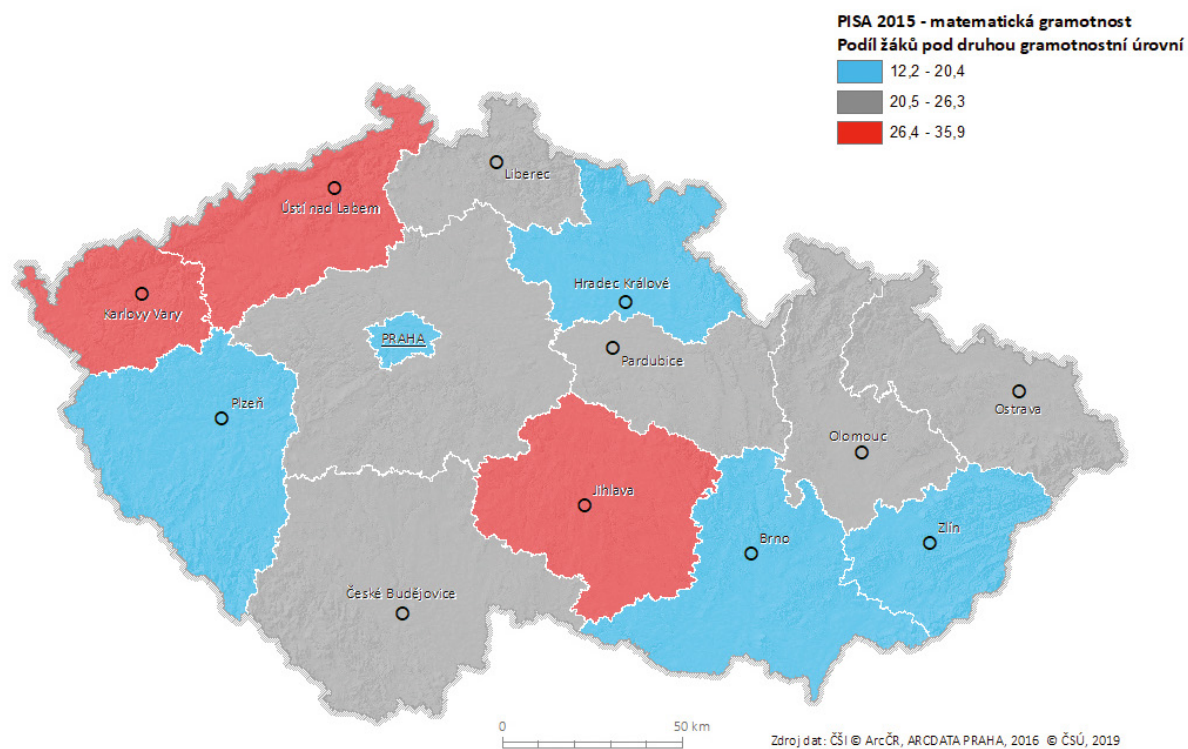 PISA 2015 - matematická gramotnost
Podíl žáků pod druhou gramotnostní úrovní
12,2 - 20,4
20,5 - 26,3
26,4 - 35,9
Liberec
Ústí nad Labem
Hradec Králové
Karlovy Vary
PRAHA
Pardubice
Plzeň
Ostrava
Olomouc
Jihlava
Zlín
Brno
České Budějovice
0 50 km
Zdroj dat: ČŠI © ArcČR, ARCDATA PRAHA, 2016 © ČSÚ, 2019